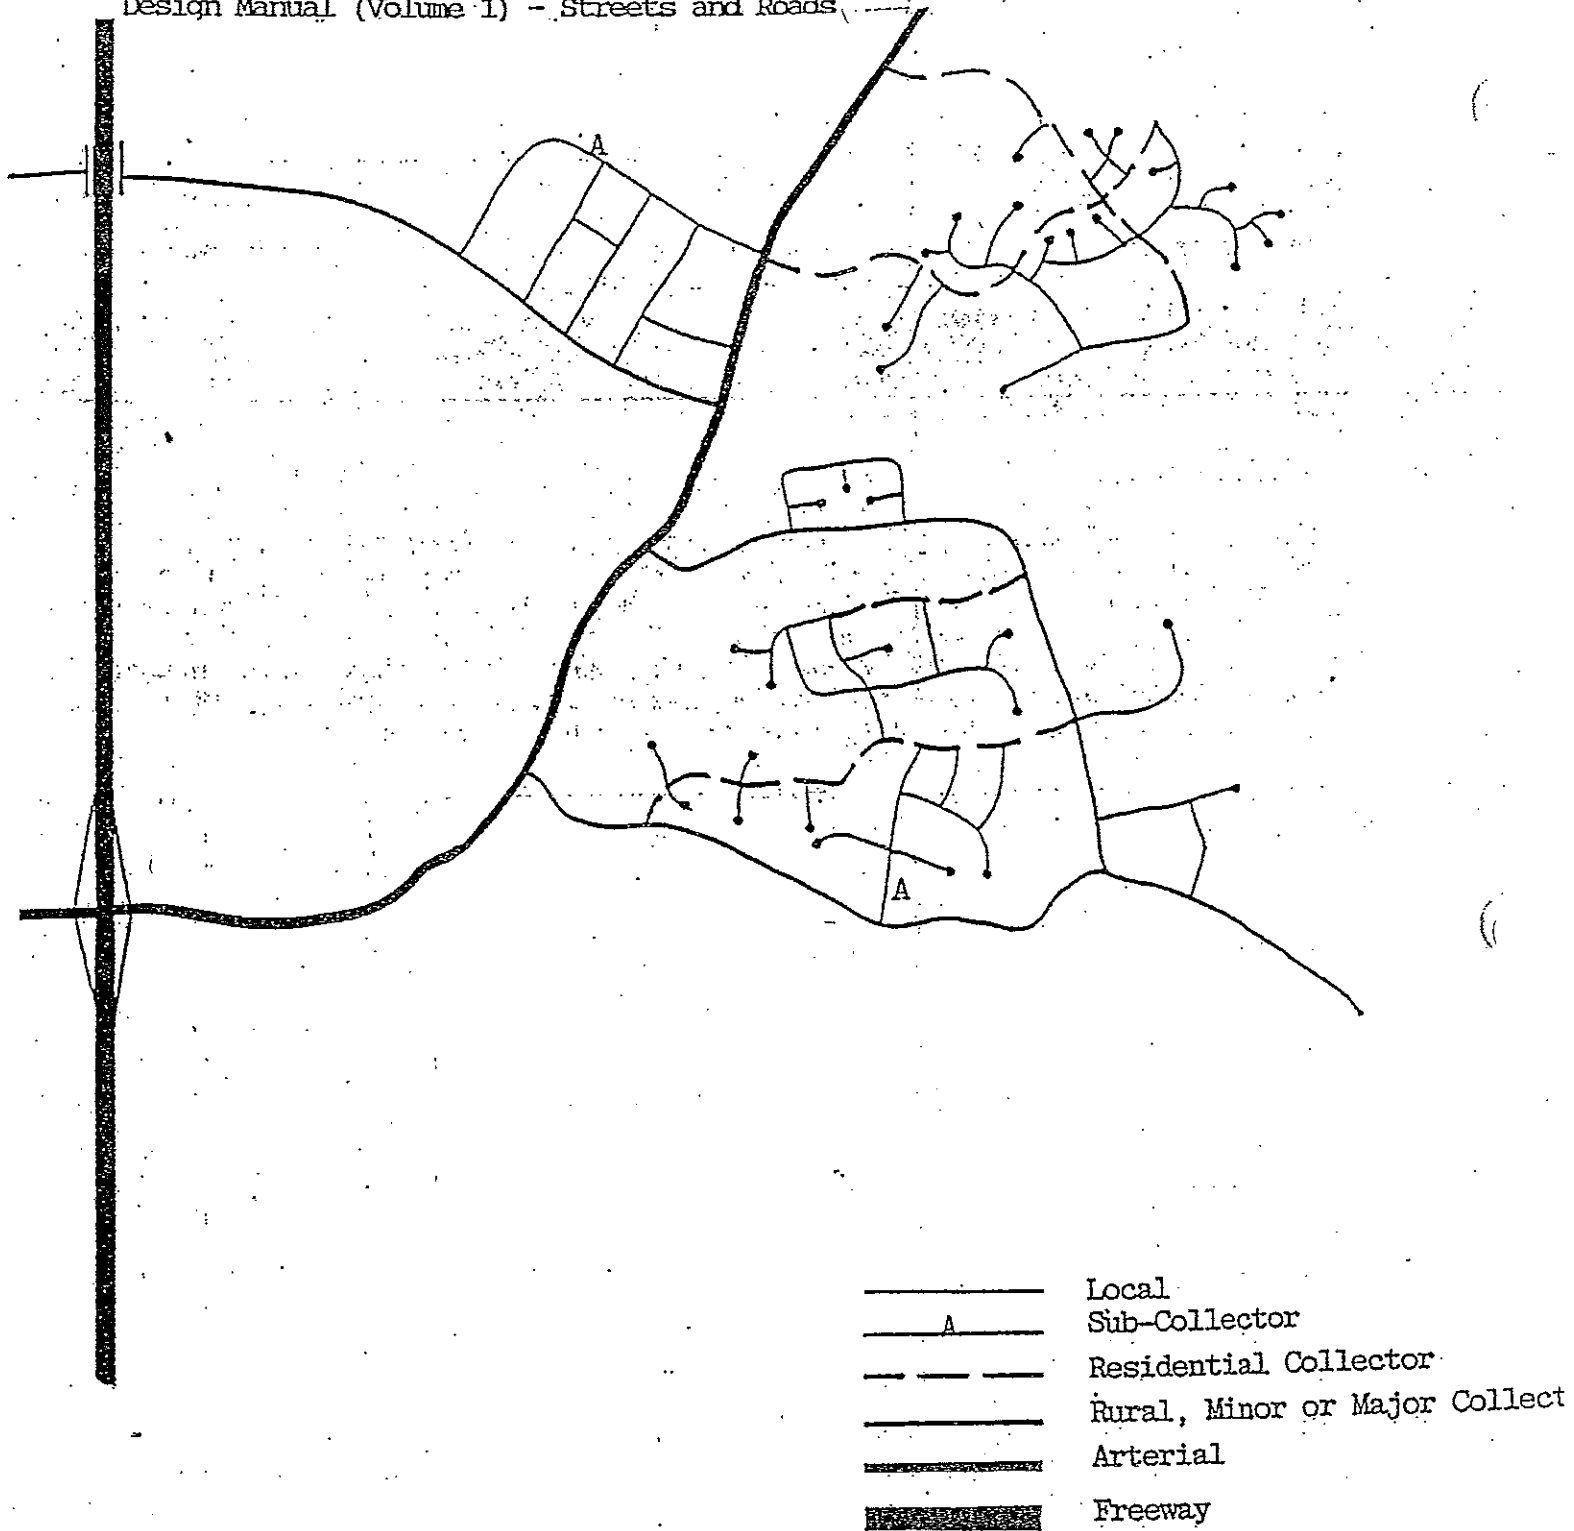 Design Manual (Volume 1) - Streets and Roads
A
A
Local
A
Sub-Collector
Residential Collector
Rural, Minor or Major Collect
Arterial
Freeway